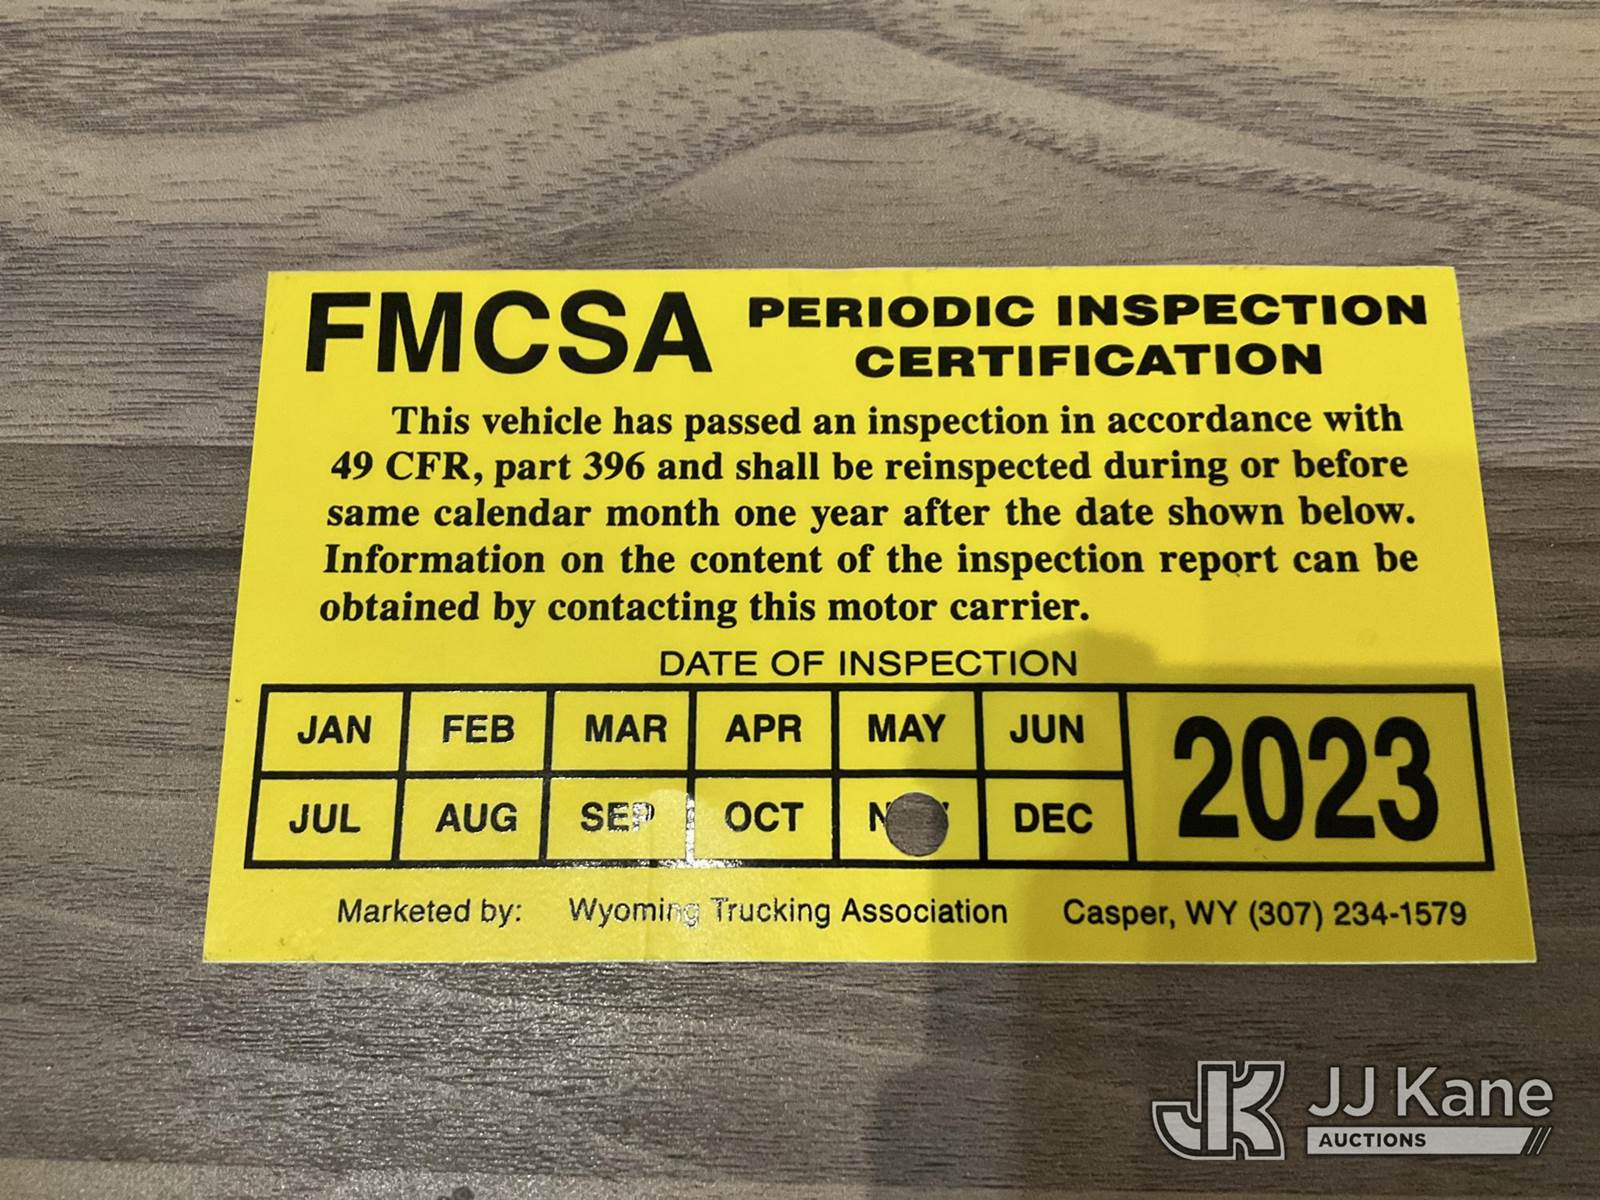 FMCSA PERIODIC INSPECTION
CERTIFICATION
This vehicle has passed an inspection in accordance with
49 CFR, part 396 and shall be reinspected during or before
same calendar month one year after the date shown below.
Information on the content of the inspection report can be
obtained by contacting this motor carrier.
DATE OF INSPECTION
JAN FEB MAR APR MAY JUN 2023
JUL AUG SEP OCT DEC
Marketed by: Wyoming Trucking Association Casper, WY (307) 234-1579
JK JJ Kane
AUCTIONS